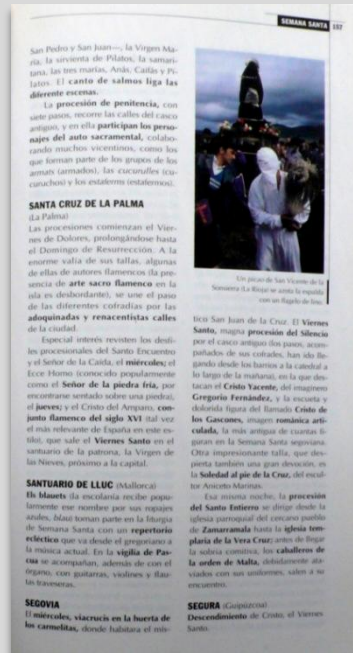 SEMANA SANTA 157
San Pedro y San Juan—, la Virgen Ma-
ría, la sirvienta de Pilatos, la samari-
tana, las tres marías, Anás, Caifás y Pi-
latos. El canto de salmos liga las
diferente escenas.
La procesión de penitencia, con
siete pasos, recorre las calles del casco
antiguo, y en ella participan los perso-
najes del auto sacramental, colabo-
rando muchos vicentinos, como los
que forman parte de los grupos de los
armats (armados), las cucurulles (cu-
curuchos) y los estaferms (estafermos).
SANTA CRUZ DE LA PALMA
(La Palma)
Las procesiones comienzan el Vier-
nes de Dolores, prolongándose hasta
el Domingo de Resurrección. A la
enorme valía de sus tallas, algunas
de ellas de autores flamencos (la pre-
sencia de arte sacro flamenco en la
isla es desbordante), se une el paso
de las diferentes cofradías por las
adoquinadas y renacentistas calles
de la ciudad.
Especial interés revisten los desfi-
les procesionales del Santo Encuentro
y el Señor de la Caída, el miércoles; el
Ecce Homo (conocido popularmente
como el Señor de la piedra fría, por
encontrarse sentado sobre una piedra),
el jueves; y el Cristo del Amparo, con-
junto flamenco del siglo XVI (tal vez
el más relevante de España en este es-
tilo), que sale el Viernes Santo en el
santuario de la patrona, la Virgen de
las Nieves, próximo a la capital.
SANTUARIO DE LLUC (Mallorca)
Els blauets (la escolanía recibe popu-
larmente ese nombre por sus ropajes
azules, blau) toman parte en la liturgia
de Semana Santa con un repertorio
ecléctico que va desde el gregoriano a
la música actual. En la vigilia de Pas-
cua se acompañan, además de con el
órgano, con guitarras, violines y flau-
tas traveseras.
SEGOVIA
El miércoles, viacrucis en la huerta de
los carmelitas, donde habitara el mís-
Un picao de San Vicente de la
Sonsierra (La Rioja) se azota la espalda
con un flagelo de lino.
tico San Juan de la Cruz. El Viernes
Santo, magna procesión del Silencio
por el casco antiguo (los pasos, acom-
pañados de sus cofrades, han ido lle-
gando desde los barrios a la catedral a
lo largo de la mañana), en la que des-
tacan el Cristo Yacente, del imaginero
Gregorio Fernández, y la escueta y
dolorida figura del llamado Cristo de
los Gascones, imagen románica arti-
culada, la más antigua de cuantas fi-
guran en la Semana Santa segoviana.
Otra impresionante talla, que des-
pierta también una gran devoción, es
la Soledad al pie de la Cruz, del escul-
tor Aniceto Marinas.
Esa misma noche, la procesión
del Santo Entierro se dirige desde la
iglesia parroquial del cercano pueblo
de Zamarramala hasta la iglesia tem-
plaria de la Vera Cruz; antes de llegar
la sobria comitiva, los caballeros de
la orden de Malta, debidamente ata-
viados con sus uniformes, salen a su
encuentro.
SEGURA (Guipúzcoa)
Descendimiento de Cristo, el Viernes
Santo.